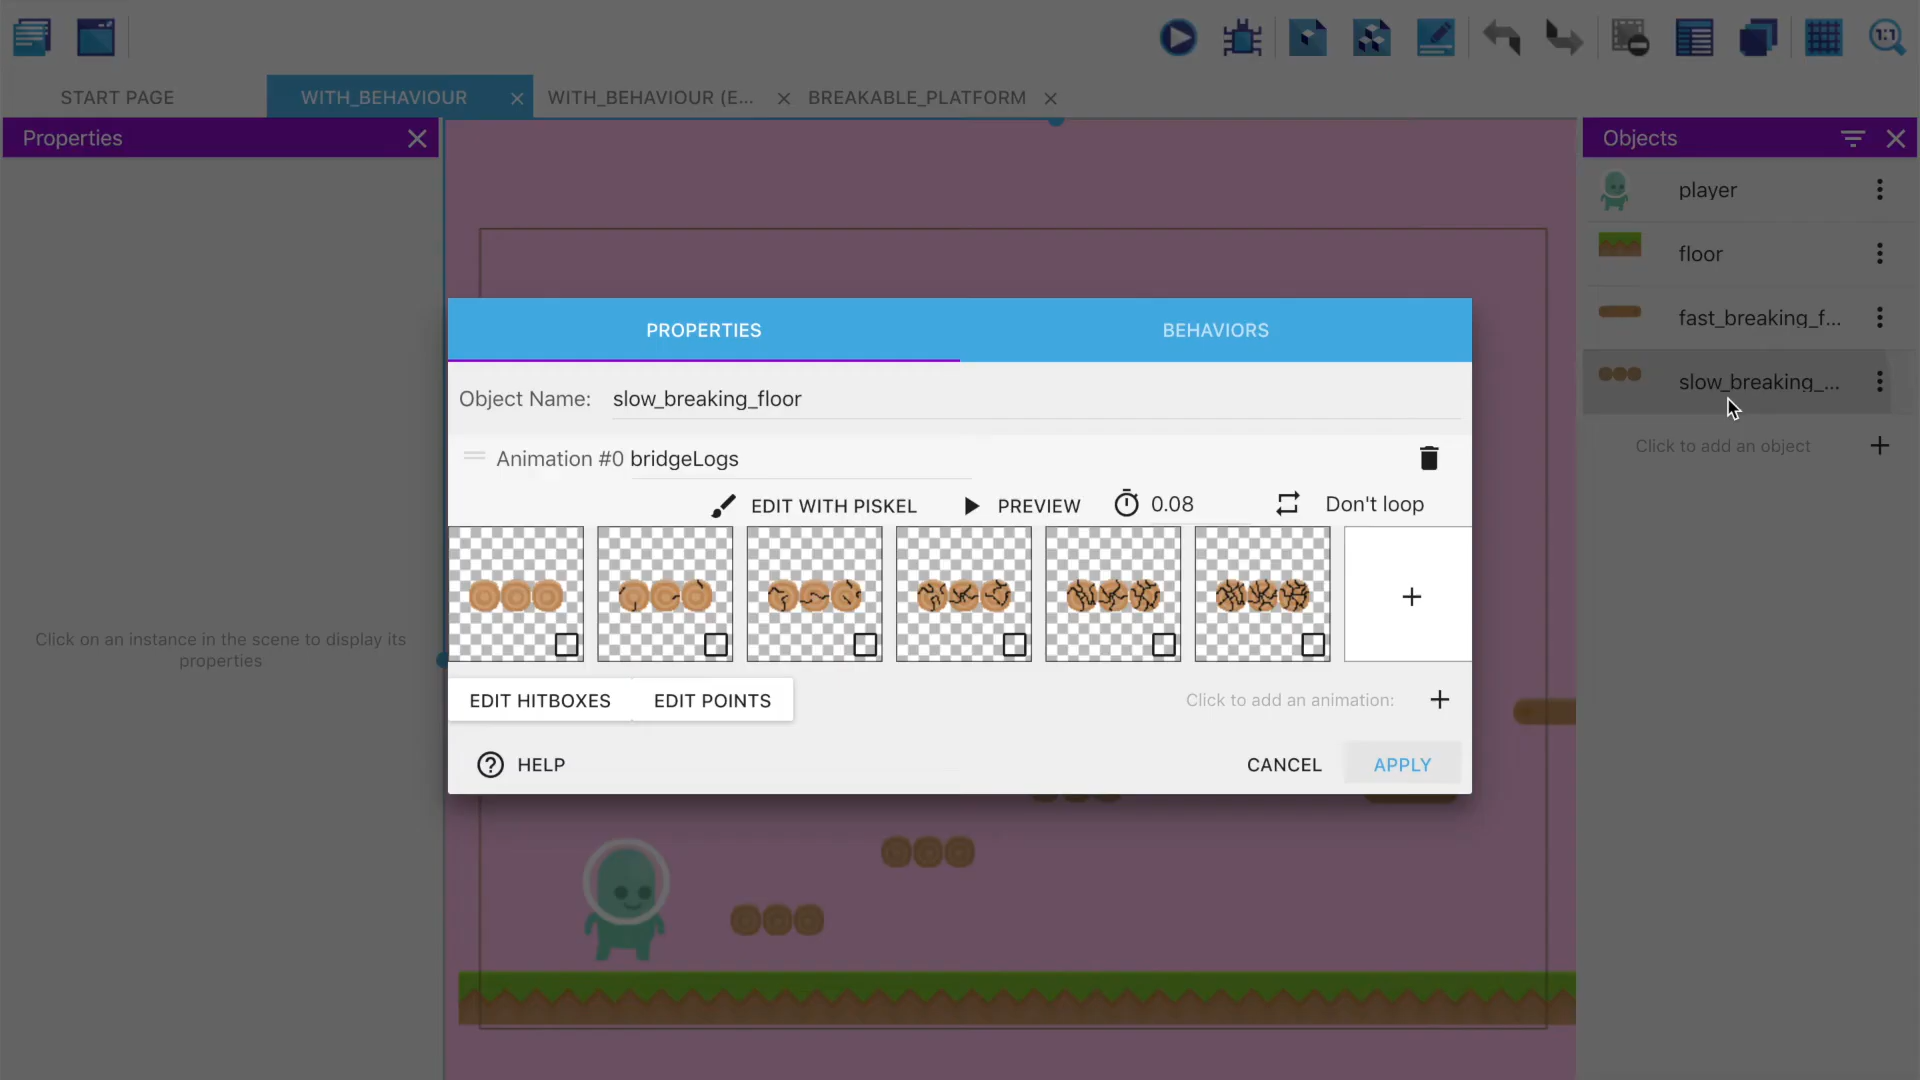 1:1
START PAGE
WITH_BEHAVIOUR
WITH_BEHAVIOUR (E...
BREAKABLE_PLATFORM
Properties
Objects
player
floor
fast_breaking_f...
slow_breaking_...
Click to add an object
PROPERTIES
BEHAVIORS
Object Name: slow_breaking_floor
Animation #0 bridgeLogs
EDIT WITH PISKEL
PREVIEW
0.08
Don't loop
Click on an instance in the scene to display its
properties
EDIT HITBOXES
EDIT POINTS
Click to add an animation:
HELP
CANCEL
APPLY